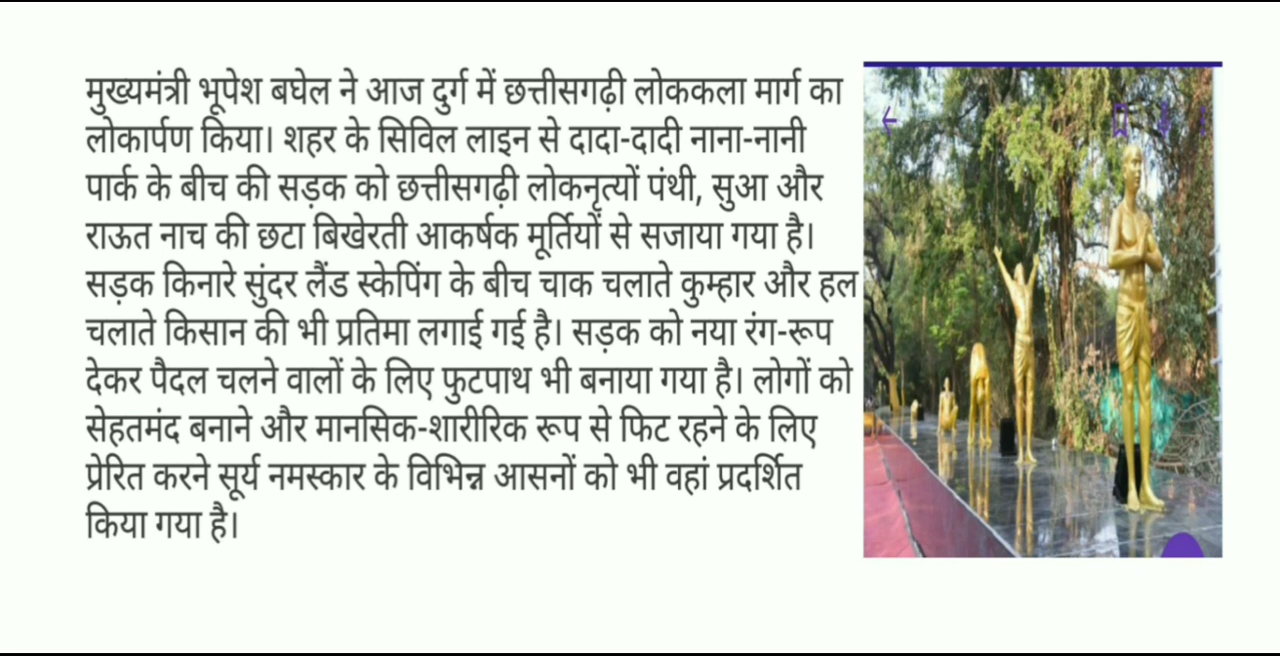 मुख्यमंत्री भूपेश बघेल ने आज दुर्ग में छत्तीसगढ़ी लोककला मार्ग का
लोकार्पण किया। शहर के सिविल लाइन से दादा-दादी नाना-नानी
पार्क के बीच की सड़क को छत्तीसगढ़ी लोकनृत्यों पंथी, सुआ और
राऊत नाच की छटा बिखेरती आकर्षक मूर्तियों से सजाया गया है।
सड़क किनारे सुंदर लैंड स्केपिंग के बीच चाक चलाते कुम्हार और हल
चलाते किसान की भी प्रतिमा लगाई गई है। सड़क को नया रंग-रूप
देकर पैदल चलने वालों के लिए फुटपाथ भी बनाया गया है। लोगों को
सेहतमंद बनाने और मानसिक-शारीरिक रूप से फिट रहने के लिए
प्रेरित करने सूर्य नमस्कार के विभिन्न आसनों को भी वहां प्रदर्शित
किया गया है।